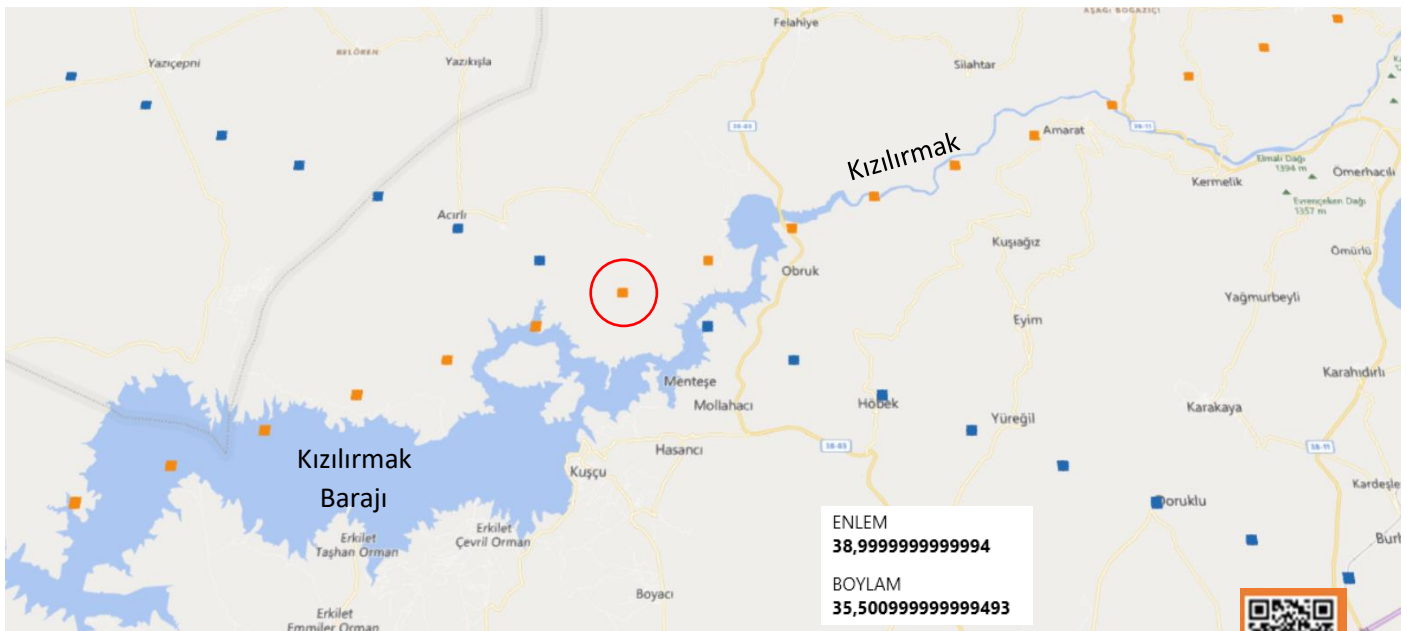 AŞAĞI BOĞAZİÇİ
Felahiye
BELÖREN
Yazıçepni
Yazıkışla
Silahtar
38-03
38-11
Amarat
Kızılırmak
Elmalı Dağı
1394 m
Ömerhacılı
Kermelik
Evrençeken Dağı
1357 m
Acırlı
Kuşıağız
Ömürlü
Obruk
Yağmurbeyli
Eyim
Karahıdırlı
Menteşe
Mollahacı
Höbek
Karakaya
Yüreğil
38-03
38-11
Hasancı
Kızılırmak
Barajı
Kuşçu
Kardeşle
Doruklu
Erkilet
Çevril Orman
Erkilet
Taşhan Orman
ENLEM
38,9999999999994
BOYLAM
35,500999999999493
Burh
Boyacı
Erkilet
Emmiler Orman